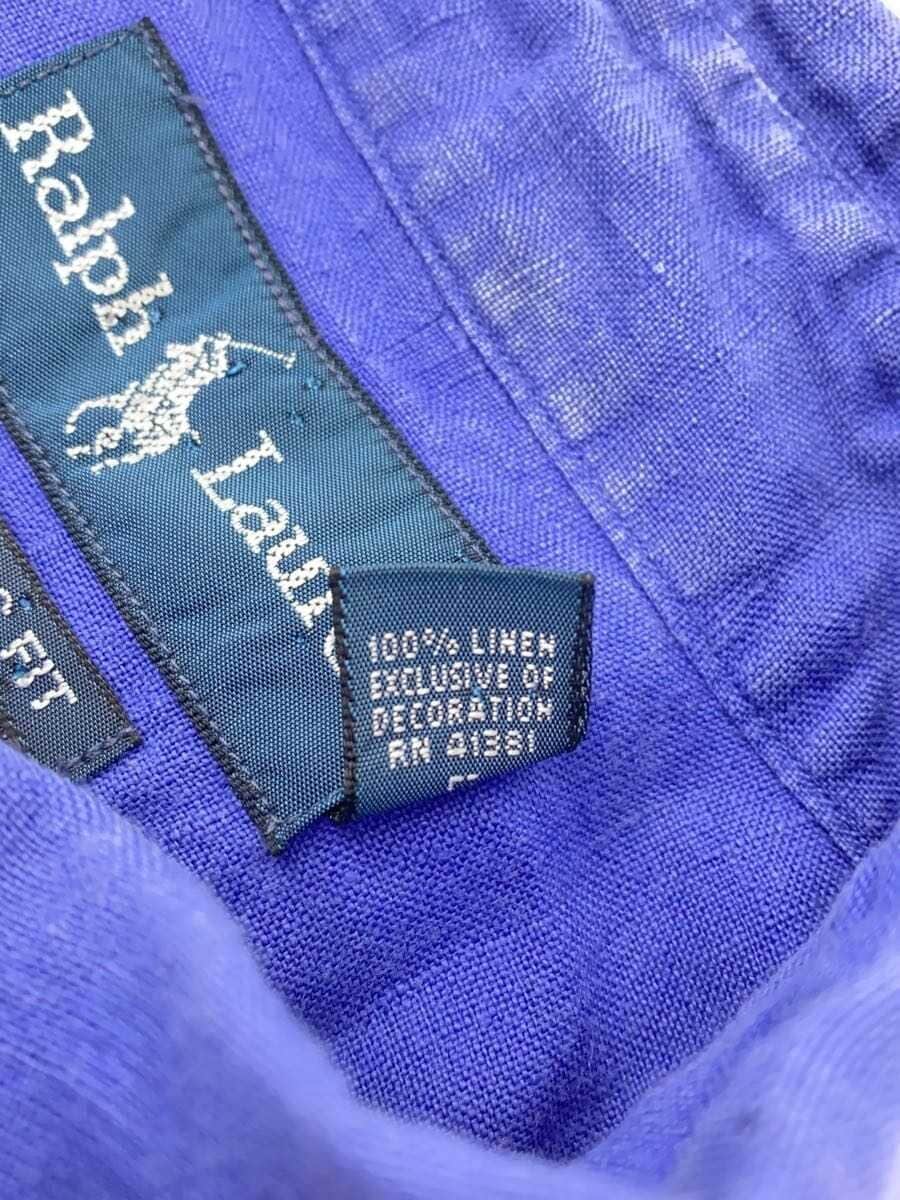 Ralph
Laure
FIT
100% LINEN
EXCLUSIVE OF
DECORATION
RN 41381